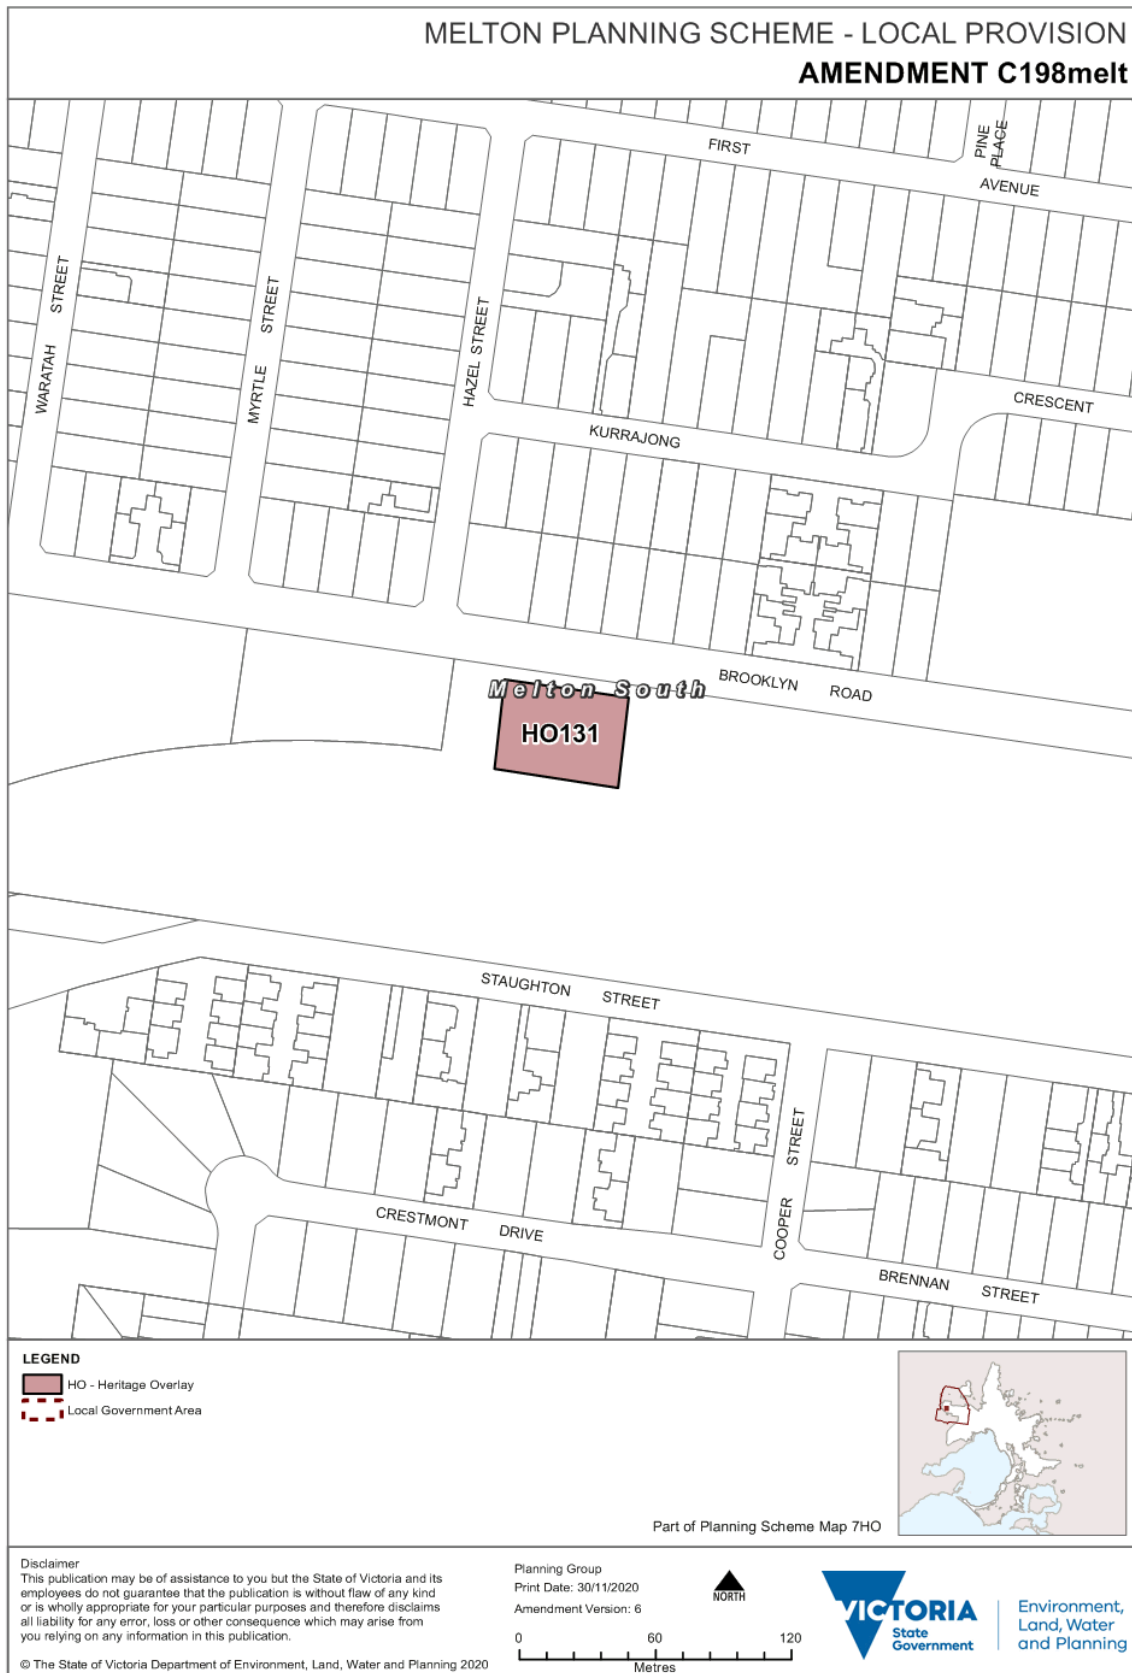 MELTON PLANNING SCHEME - LOCAL PROVISION
AMENDMENT C198melt
FIRST
AVENUE
PINE
PLACE
WARATAH STREET
MYRTLE STREET
HAZEL STREET
KURRAJONG
CRESCENT
BROOKLYN ROAD
Melton South
HO131
STAUGHTON STREET
COOPER STREET
CRESTMONT DRIVE
BRENNAN STREET
LEGEND
HO - Heritage Overlay
Local Government Area
Part of Planning Scheme Map 7HO
Disclaimer
This publication may be of assistance to you but the State of Victoria and its
employees do not guarantee that the publication is without flaw of any kind
or is wholly appropriate for your particular purposes and therefore disclaims
all liability for any error, loss or other consequence which may arise from
you relying on any information in this publication.
© The State of Victoria Department of Environment, Land, Water and Planning 2020
Planning Group
Print Date: 30/11/2020
Amendment Version: 6
NORTH
0 60 120
Metres
VICTORIA
State
Government
Environment,
Land, Water
and Planning